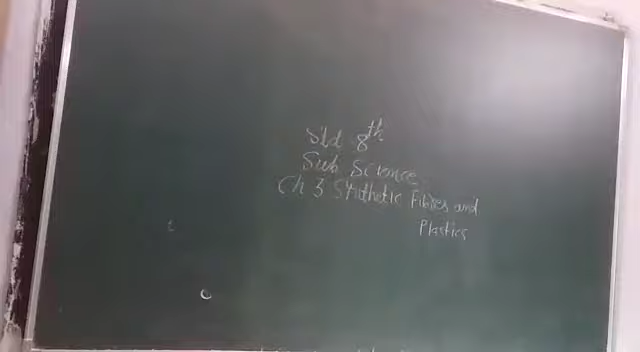 Std 8th
Sub Science
Ch 3 Synthetic Fibres and
Plastics